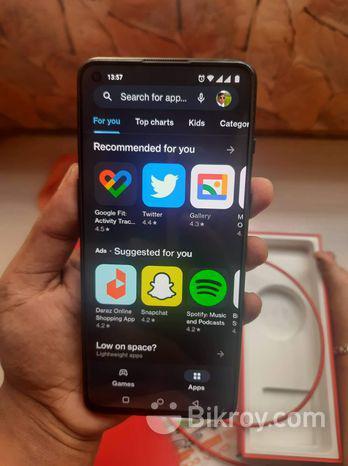 13:57
Search for app...
For you Top charts Kids Categor
Recommended for you
Google Fit: Activity Trac...
4.5★
Twitter
4.4★
Gallery
4.3★
M
Ads · Suggested for you
Daraz Online Shopping App
4.2★
Snapchat
4.2★
Spotify: Music and Podcasts
4.2★
Low on space?
Lightweight apps
Games Apps
Bikroy.com